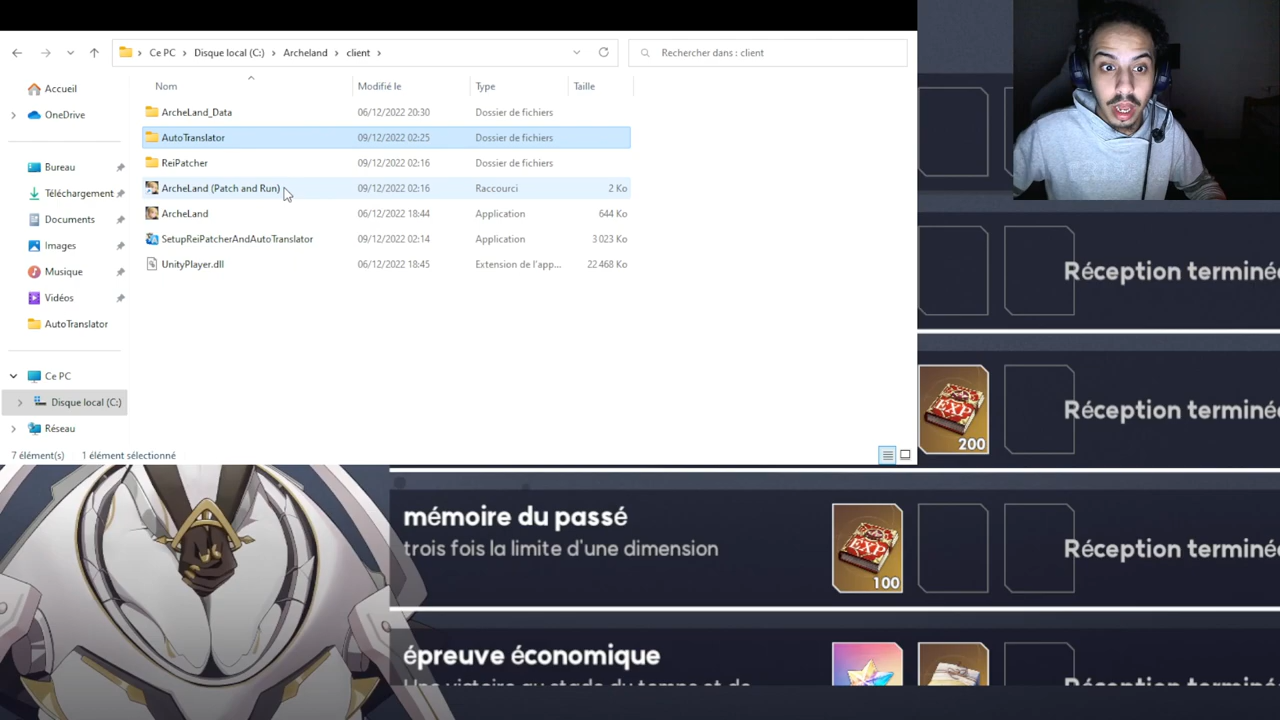 Ce PC > Disque local (C:) > Archeland > client >
Rechercher dans : client
Nom Modifié le Type Taille
Accueil
OneDrive
Bureau
Téléchargement
Documents
Images
Musique
Vidéos
AutoTranslator
Ce PC
Disque local (C:)
Réseau
ArcheLand_Data 06/12/2022 20:30 Dossier de fichiers
AutoTranslator 09/12/2022 02:25 Dossier de fichiers
ReiPatcher 09/12/2022 02:16 Dossier de fichiers
ArcheLand (Patch and Run) 09/12/2022 02:16 Raccourci 2 Ko
ArcheLand 06/12/2022 18:44 Application 644 Ko
SetupReiPatcherAndAutoTranslator 09/12/2022 02:14 Application 3 023 Ko
UnityPlayer.dll 06/12/2022 18:45 Extension de l'app... 22 468 Ko
7 élément(s) 1 élément sélectionné
Réception terminée
EXP
200
Réception terminée
mémoire du passé
trois fois la limite d'une dimension
EXP
100
Réception terminée
épreuve économique